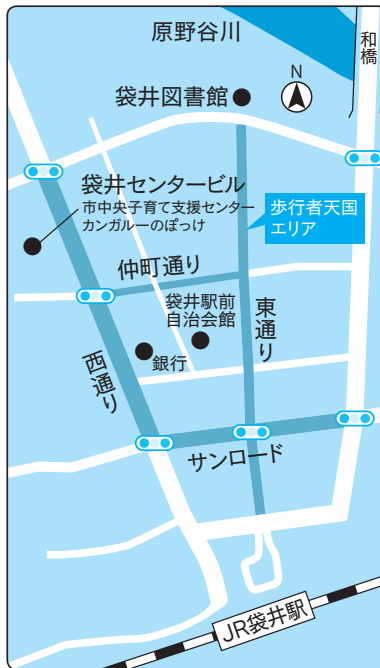 原野谷川
和橋
袋井図書館
N
袋井センタービル
市中央子育て支援センター
カンガルーのぽっけ
歩行者天国
エリア
仲町通り
袋井駅前
自治会館
東通り
銀行
西通り
サンロード
JR袋井駅